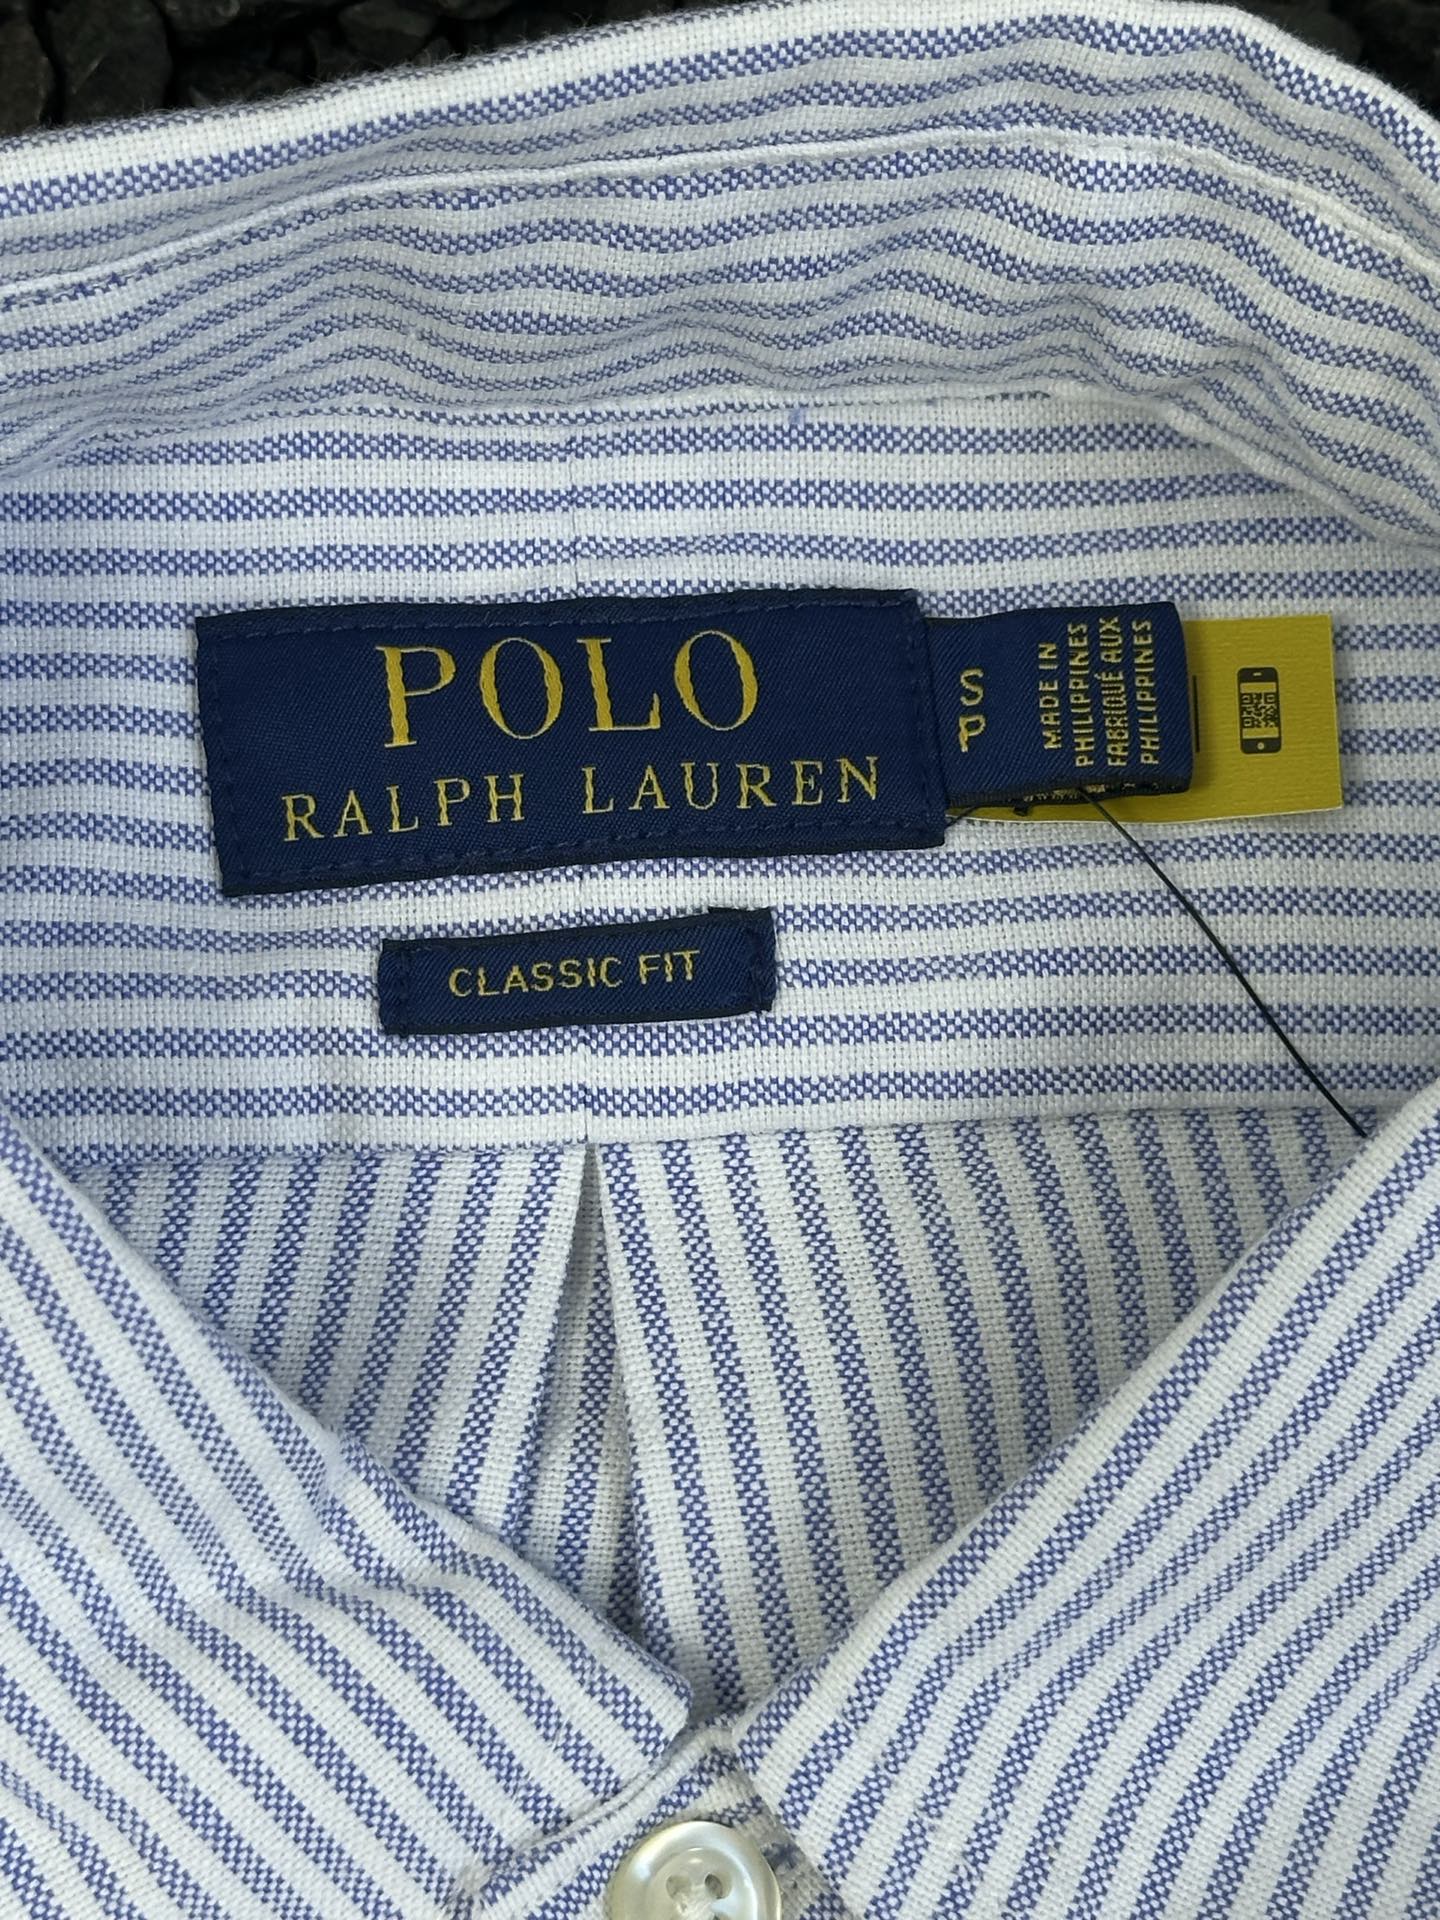 POLO
RALPH LAUREN
S
P
MADE IN
PHILIPPINES
FABRIQUÉ AUX
PHILIPPINES
CLASSIC FIT